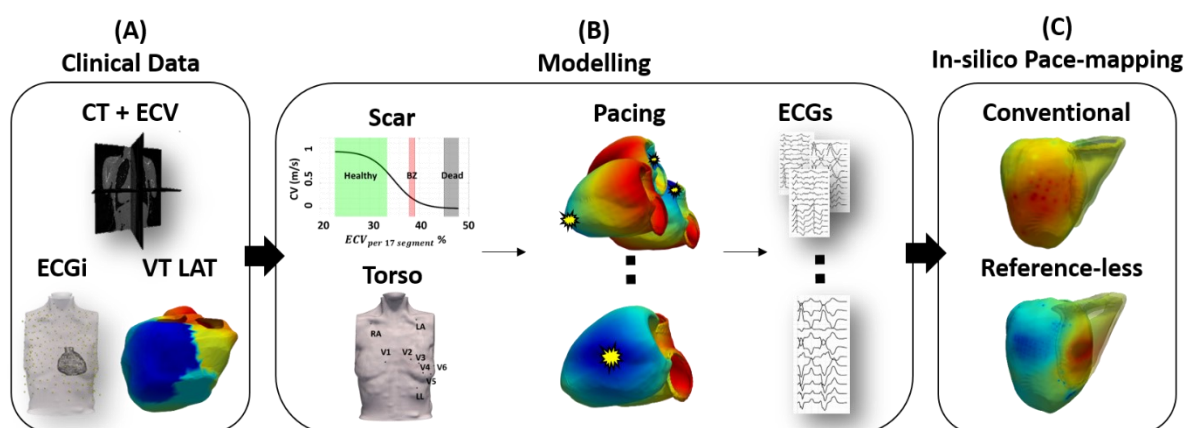 (A)
Clinical Data
CT + ECV
ECGi
VT LAT
(B)
Modelling
Scar
CV (m/s)
1
0.5
0
Healthy
BZ
Dead
20
30
40
50
ECV per 17 segment %
Torso
RA
LA
V1
V2
V3
V4
V6
V5
LL
Pacing
ECGs
(C)
In-silico Pace-mapping
Conventional
Reference-less